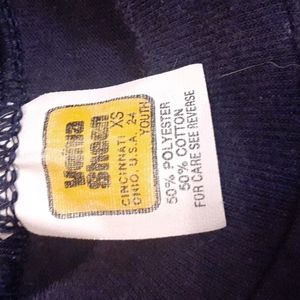 velva
sheen
CINCINNATI
OHIO, U.S.A.
XS
24
YOUTH
50% POLYESTER
50% COTTON
FOR CARE SEE REVERSE